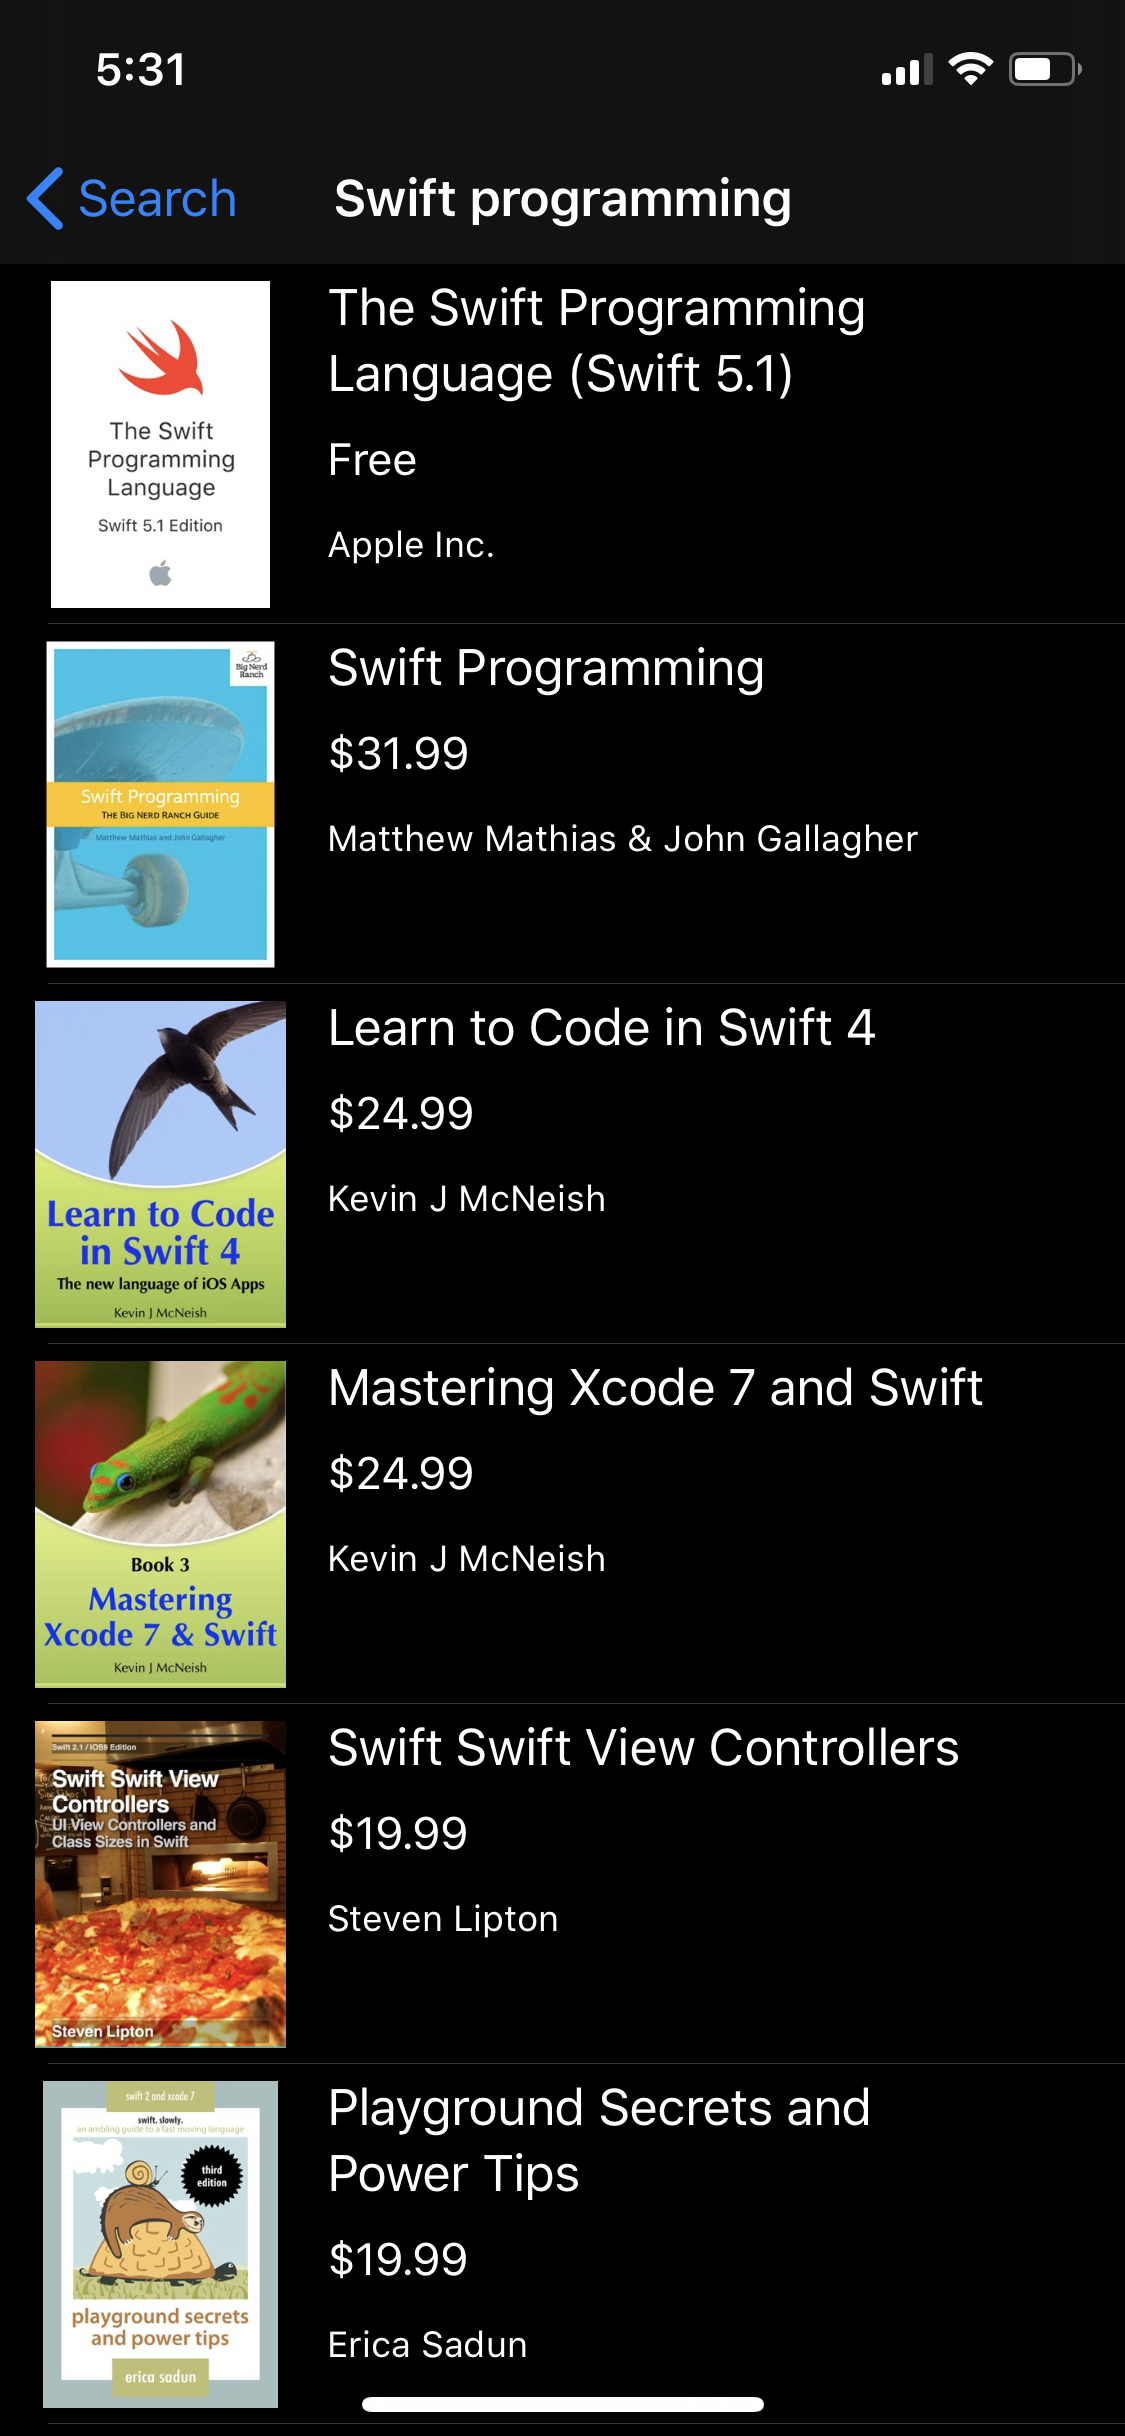 5:31
Search
Swift programming
The Swift
Programming
Language
Swift 5.1 Edition
The Swift Programming
Language (Swift 5.1)
Free
Apple Inc.
Big Nerd
Ranch
Swift Programming
THE BIG NERD RANCH GUIDE
Matthew Mathias and John Gallagher
Swift Programming
$31.99
Matthew Mathias & John Gallagher
Learn to Code
in Swift 4
The new language of iOS Apps
Kevin J McNeish
Learn to Code in Swift 4
$24.99
Kevin J McNeish
Book 3
Mastering
Xcode 7 & Swift
Kevin J McNeish
Mastering Xcode 7 and Swift
$24.99
Kevin J McNeish
Swift 2.1 / iOS9 Edition
Swift Swift View
Controllers
UI View Controllers and
Class Sizes in Swift
Steven Lipton
Swift Swift View Controllers
$19.99
Steven Lipton
swift 2 and xcode 7
swift. slowly.
an ambling guide to a fast moving language
third
edition
playground secrets
and power tips
erica sadun
Playground Secrets and
Power Tips
$19.99
Erica Sadun